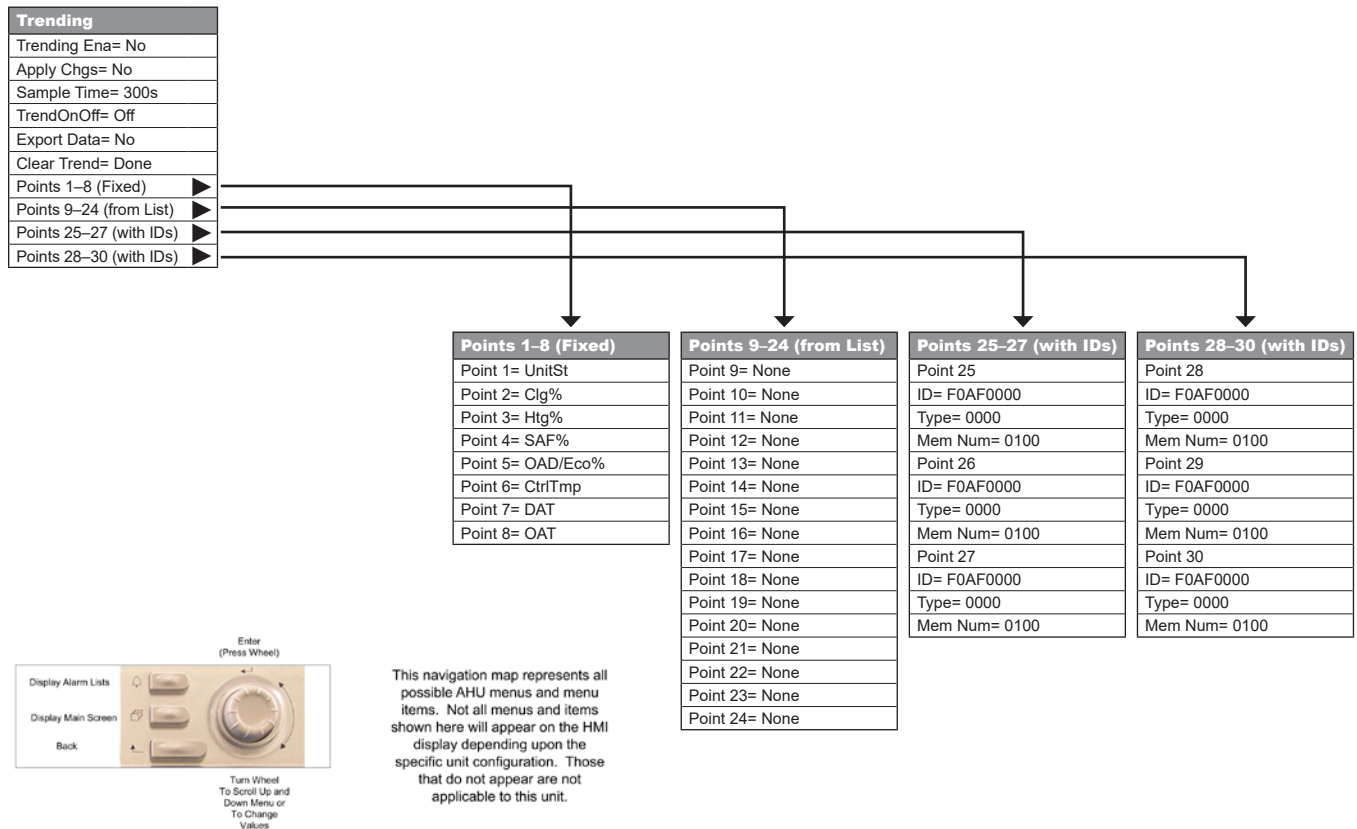 Trending
Trending Ena= No
Apply Chgs= No
Sample Time= 300s
TrendOnOff= Off
Export Data= No
Clear Trend= Done
Points 1–8 (Fixed)
Points 9–24 (from List)
Points 25–27 (with IDs)
Points 28–30 (with IDs)
Points 1–8 (Fixed)
Point 1= UnitSt
Point 2= Clg%
Point 3= Htg%
Point 4= SAF%
Point 5= OAD/Eco%
Point 6= CtrlTmp
Point 7= DAT
Point 8= OAT
Points 9–24 (from List)
Point 9= None
Point 10= None
Point 11= None
Point 12= None
Point 13= None
Point 14= None
Point 15= None
Point 16= None
Point 17= None
Point 18= None
Point 19= None
Point 20= None
Point 21= None
Point 22= None
Point 23= None
Point 24= None
Points 25–27 (with IDs)
Point 25
ID= F0AF0000
Type= 0000
Mem Num= 0100
Point 26
ID= F0AF0000
Type= 0000
Mem Num= 0100
Point 27
ID= F0AF0000
Type= 0000
Mem Num= 0100
Points 28–30 (with IDs)
Point 28
ID= F0AF0000
Type= 0000
Mem Num= 0100
Point 29
ID= F0AF0000
Type= 0000
Mem Num= 0100
Point 30
ID= F0AF0000
Type= 0000
Mem Num= 0100
Enter
(Press Wheel)
Display Alarm Lists
Display Main Screen
Back
Turn Wheel
To Scroll Up and
Down Menu or
To Change
Values
This navigation map represents all
possible AHU menus and menu
items. Not all menus and items
shown here will appear on the HMI
display depending upon the
specific unit configuration. Those
that do not appear are not
applicable to this unit.